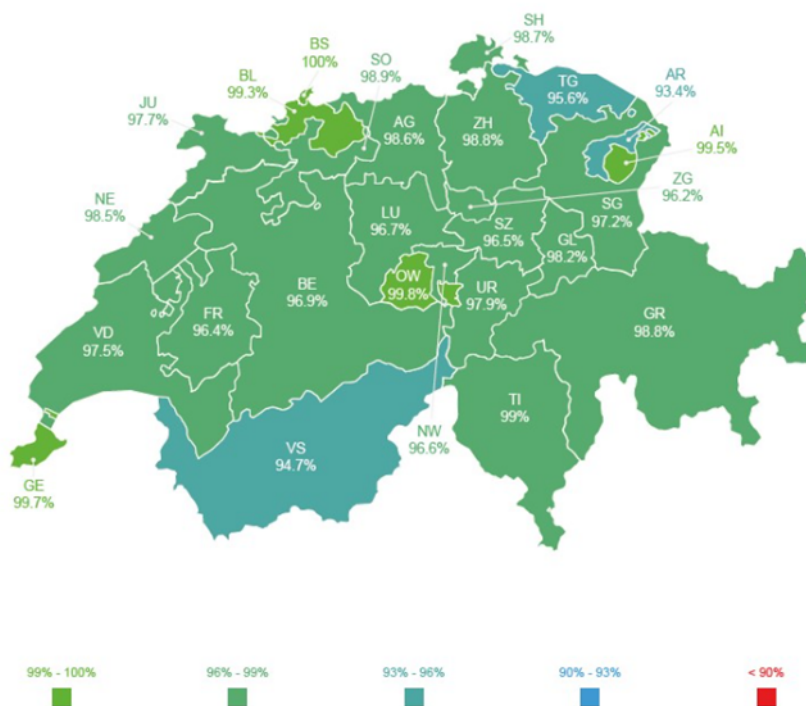 SH
98.7%
BS
100%
SO
98.9%
BL
99.3%
TG
95.6%
AR
93.4%
JU
97.7%
AG
98.6%
ZH
98.8%
AI
99.5%
ZG
96.2%
NE
98.5%
LU
96.7%
SZ
96.5%
SG
97.2%
GL
98.2%
OW
99.8%
BE
96.9%
UR
97.9%
FR
96.4%
GR
98.8%
VD
97.5%
TI
99%
NW
96.6%
VS
94.7%
GE
99.7%
99% - 100%
96% - 99%
93% - 96%
90% - 93%
< 90%